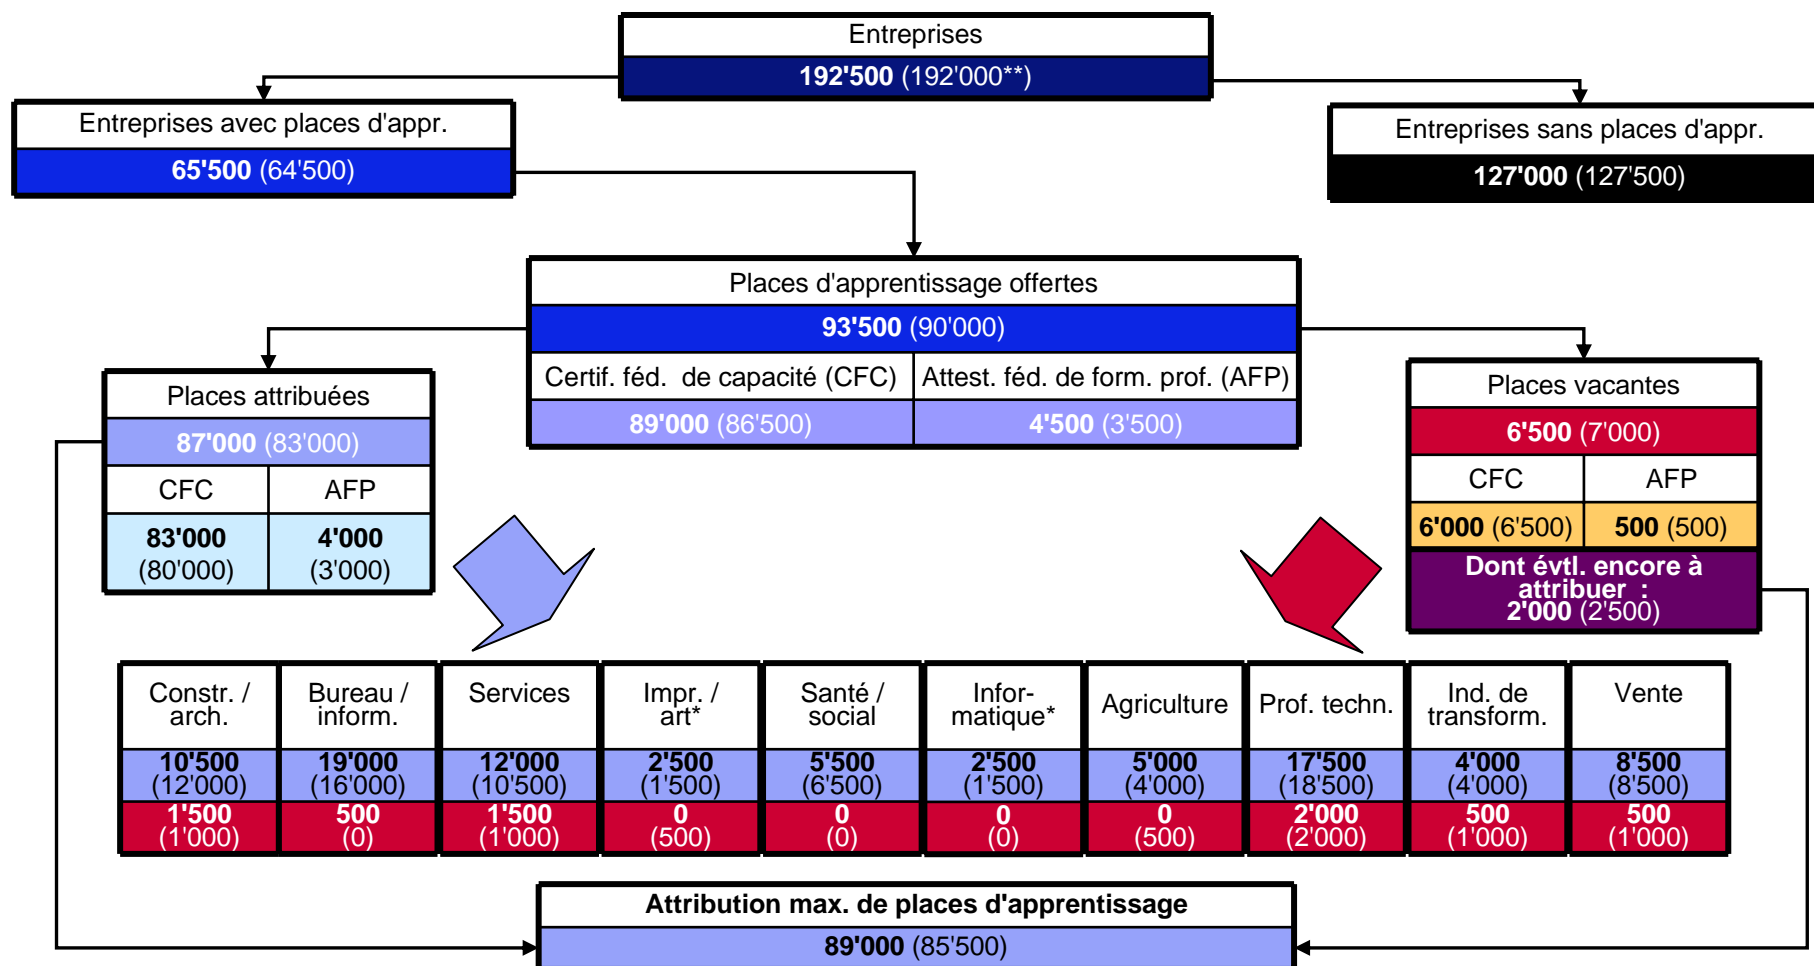 Entreprises
192'500 (192'000**)
Entreprises avec places d'appr.
65'500 (64'500)
Entreprises sans places d'appr.
127'000 (127'500)
Places d'apprentissage offertes
93'500 (90'000)
Certif. féd. de capacité (CFC)
Attest. féd. de form. prof. (AFP)
89'000 (86'500)
4'500 (3'500)
Places attribuées
87'000 (83'000)
CFC
AFP
83'000
(80'000)
4'000
(3'000)
Places vacantes
6'500 (7'000)
CFC
AFP
6'000 (6'500)
500 (500)
Dont évtl. encore à
attribuer :
2'000 (2'500)
Constr. /
arch.
Bureau /
inform.
Services
Impr. /
art*
Santé /
social
Infor-
matique*
Agriculture
Prof. techn.
Ind. de
transform.
Vente
10'500
(12'000)
19'000
(16'000)
12'000
(10'500)
2'500
(1'500)
5'500
(6'500)
2'500
(1'500)
5'000
(4'000)
17'500
(18'500)
4'000
(4'000)
8'500
(8'500)
1'500
(1'000)
500
(0)
1'500
(1'000)
0
(500)
0
(0)
0
(0)
0
(500)
2'000
(2'000)
500
(1'000)
500
(1'000)
Attribution max. de places d'apprentissage
89'000 (85'500)